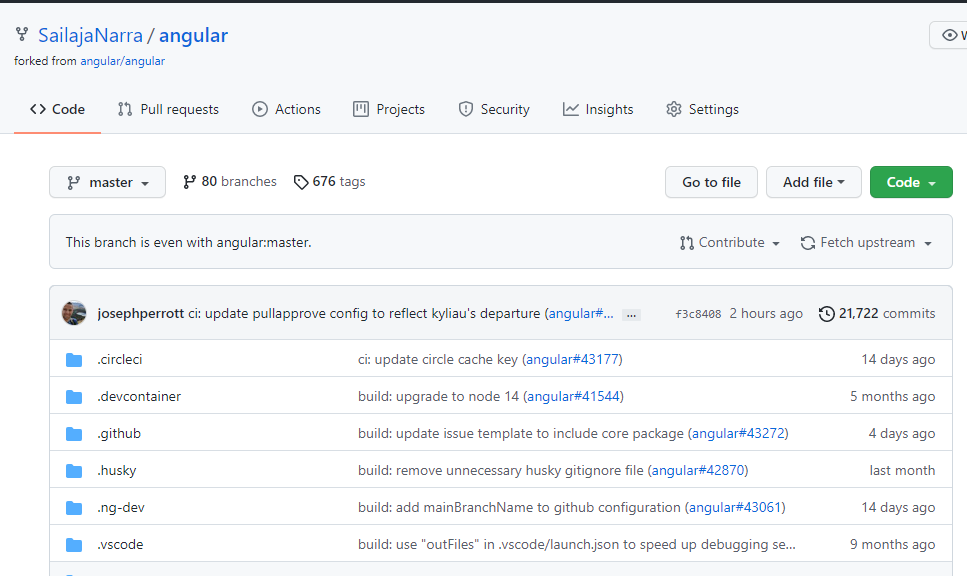 SailajaNarra / angular
forked from angular/angular
W
Code Pull requests Actions Projects Security Insights Settings
master 80 branches 676 tags Go to file Add file Code
This branch is even with angular:master. Contribute Fetch upstream
josephperrott ci: update pullapprove config to reflect kyliau's departure (angular#... ... f3c8408 2 hours ago 21,722 commits
.circleci ci: update circle cache key (angular#43177) 14 days ago
.devcontainer build: upgrade to node 14 (angular#41544) 5 months ago
.github build: update issue template to include core package (angular#43272) 4 days ago
.husky build: remove unnecessary husky gitignore file (angular#42870) last month
.ng-dev build: add mainBranchName to github configuration (angular#43061) 14 days ago
.vscode build: use "outFiles" in .vscode/launch.json to speed up debugging se... 9 months ago